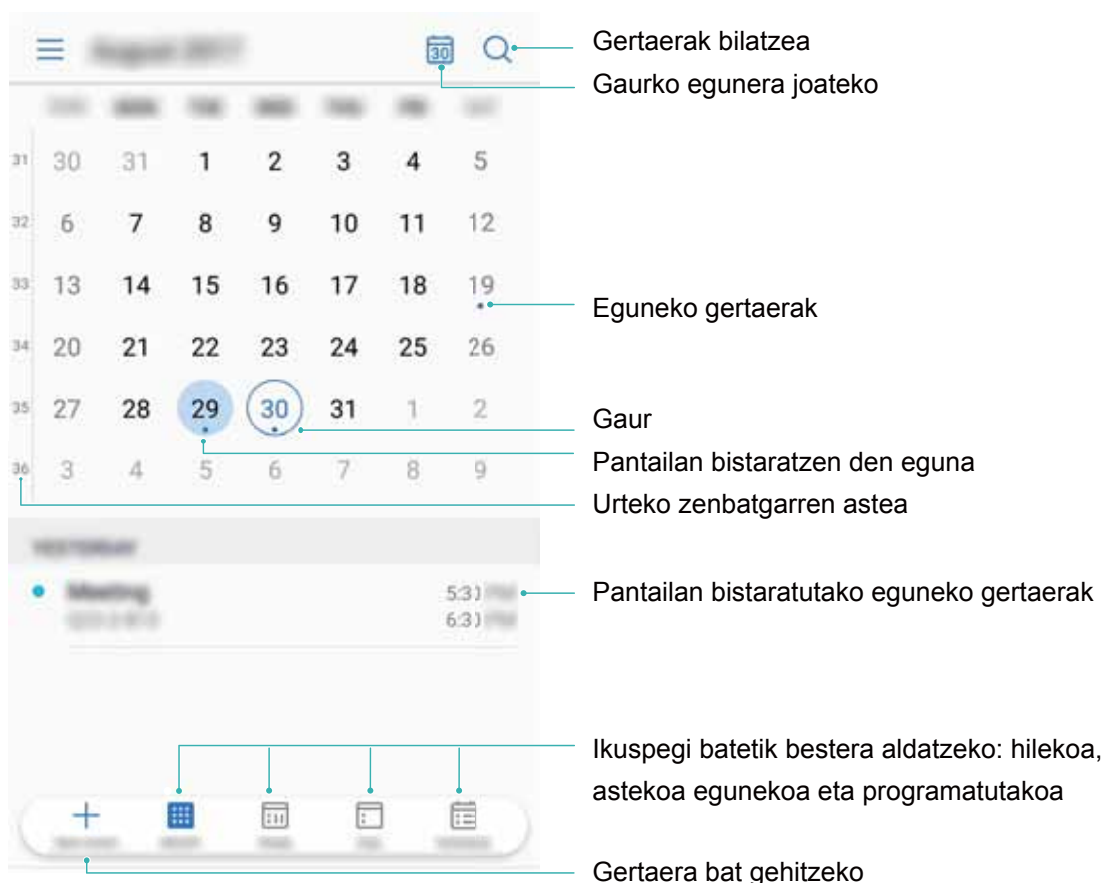 30
Gertaerak bilatzea
Gaurko egunera joateko
31 30 31 1 2 3 4 5
32 6 7 8 9 10 11 12
33 13 14 15 16 17 18 19
Eguneko gertaerak
34 20 21 22 23 24 25 26
35 27 28 29 30 31 1 2
Gaur
Pantailan bistaratzen den eguna
36 3 4 5 6 7 8 9
Urteko zenbatgarren astea
Pantailan bistaratutako eguneko gertaerak
Ikuspegi batetik bestera aldatzeko: hilekoa,
astekoa egunekoa eta programatutakoa
Gertaera bat gehitzeko